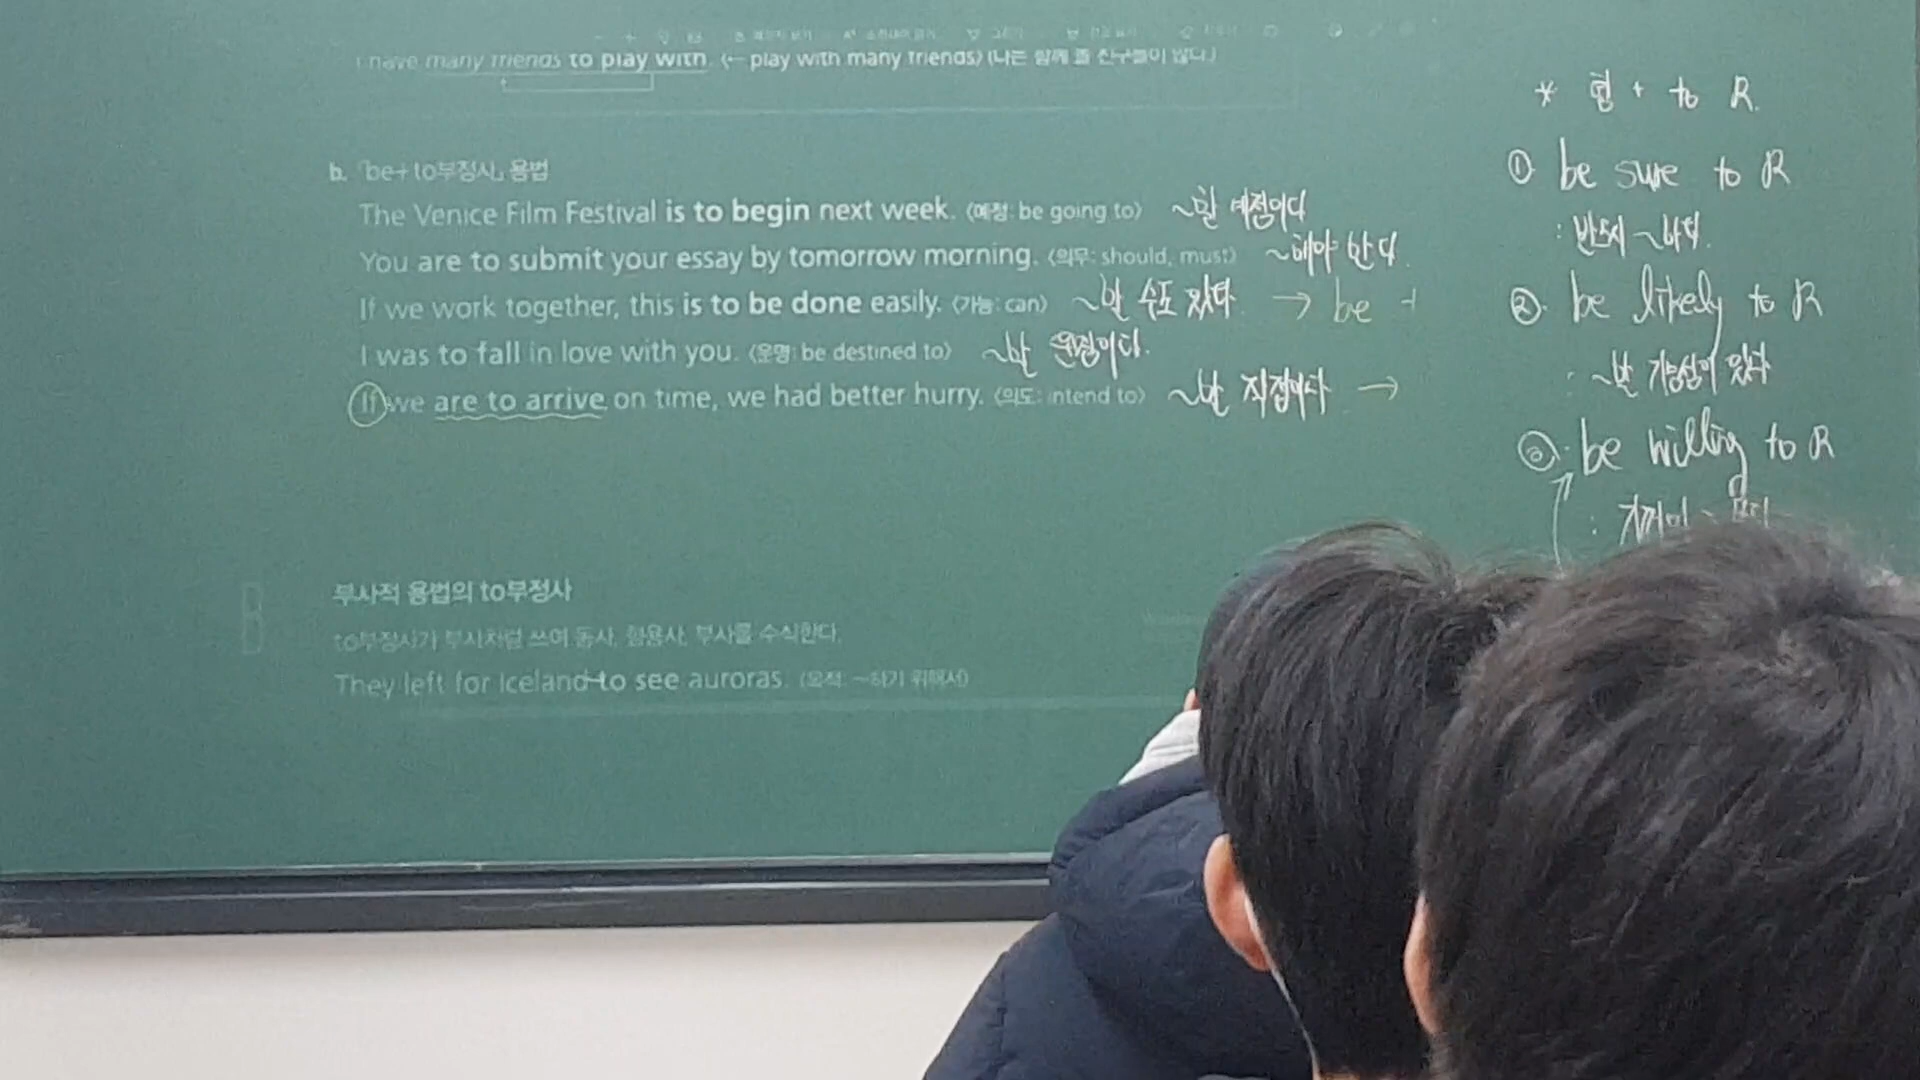 I have many friends to play with. (← play with many friends) (나는 함께 놀 친구들이 많다.)
b. 「be+ to부정사」 용법
The Venice Film Festival is to begin next week. (예정: be going to) ~할 예정이다
You are to submit your essay by tomorrow morning. (의무: should, must) ~해야 한다.
If we work together, this is to be done easily. (가능: can) ~할 수도 있다. → be +
I was to fall in love with you. (운명: be destined to) ~할 운명이다.
If we are to arrive on time, we had better hurry. (의도: intend to) ~할 작정이다 →
부사적 용법의 to부정사
to부정사가 부사처럼 쓰여 동사, 형용사, 부사를 수식한다.
They left for Iceland to see auroras. (목적: ~하기 위해서)
* 형 + to R.
① be sure to R
: 반드시 ~하다.
② be likely to R
: ~할 가능성이 있다
③ be willing to R
: 기꺼이 ~